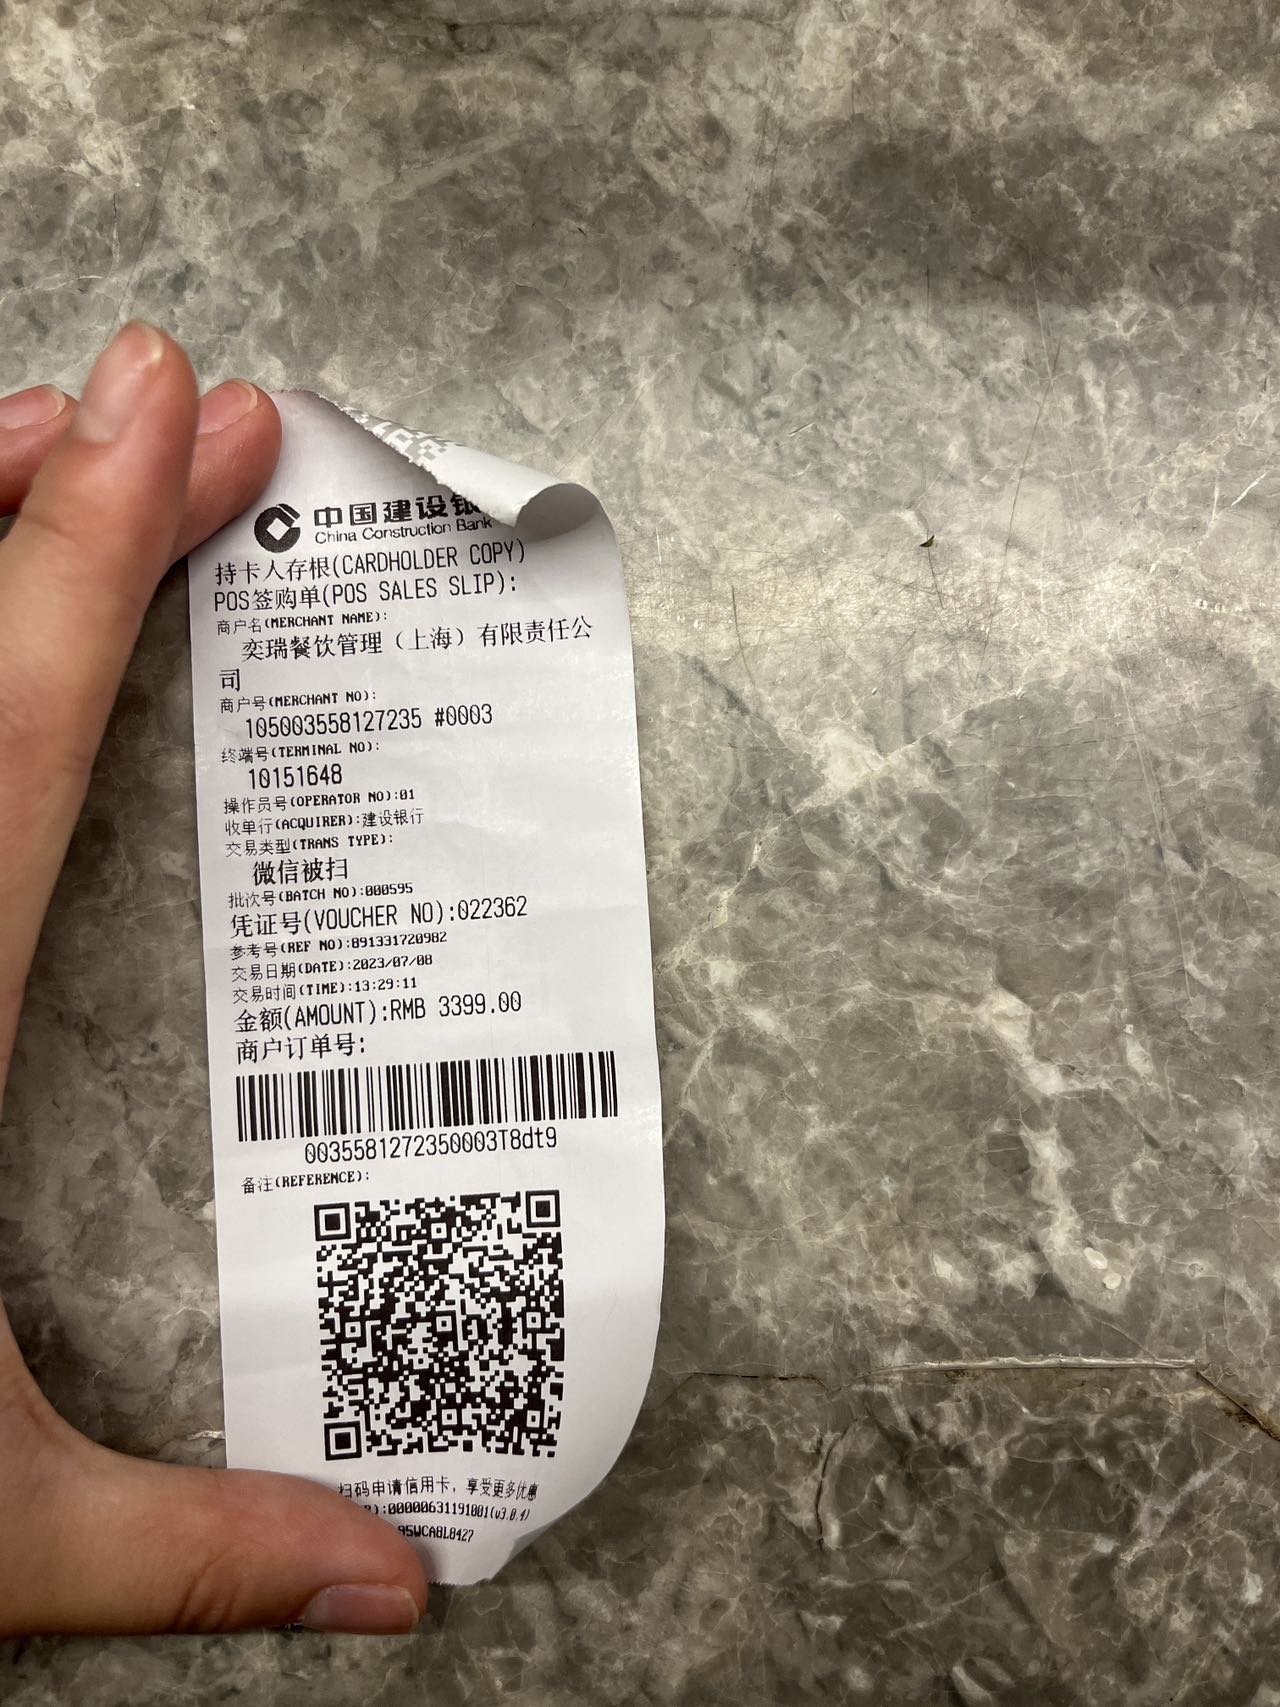 中国建设银
China Construction Bank
持卡人存根(CARDHOLDER COPY)
POS签购单(POS SALES SLIP):
商户名(MERCHANT NAME):
奕瑞餐饮管理（上海）有限责任公
司
商户号(MERCHANT NO):
105003558127235 #0003
终端号(TERMINAL NO):
10151648
操作员号(OPERATOR NO):01
收单行(ACQUIRER):建设银行
交易类型(TRANS TYPE):
微信被扫
批次号(BATCH NO):000595
凭证号(VOUCHER NO):022362
参考号(REF NO):891331720982
交易日期(DATE):2023/07/08
交易时间(TIME):13:29:11
金额(AMOUNT):RMB 3399.00
商户订单号:
0035581272350003T8dt9
备注(REFERENCE):
扫码申请信用卡，享受更多优惠
):00000631191001(v3.0.4)
95WCA8L8427